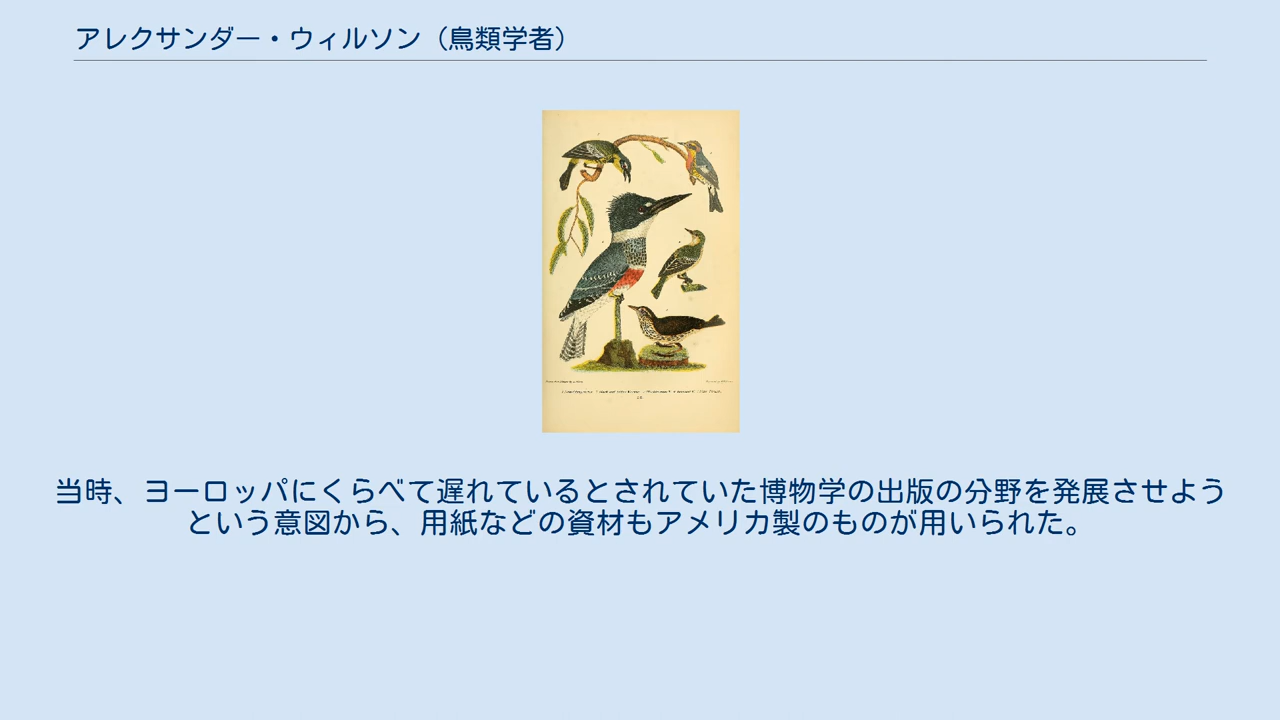 アレクサンダー・ウィルソン（鳥類学者）
当時、ヨーロッパにくらべて遅れているとされていた博物学の出版の分野を発展させよう
という意図から、用紙などの資材もアメリカ製のものが用いられた。